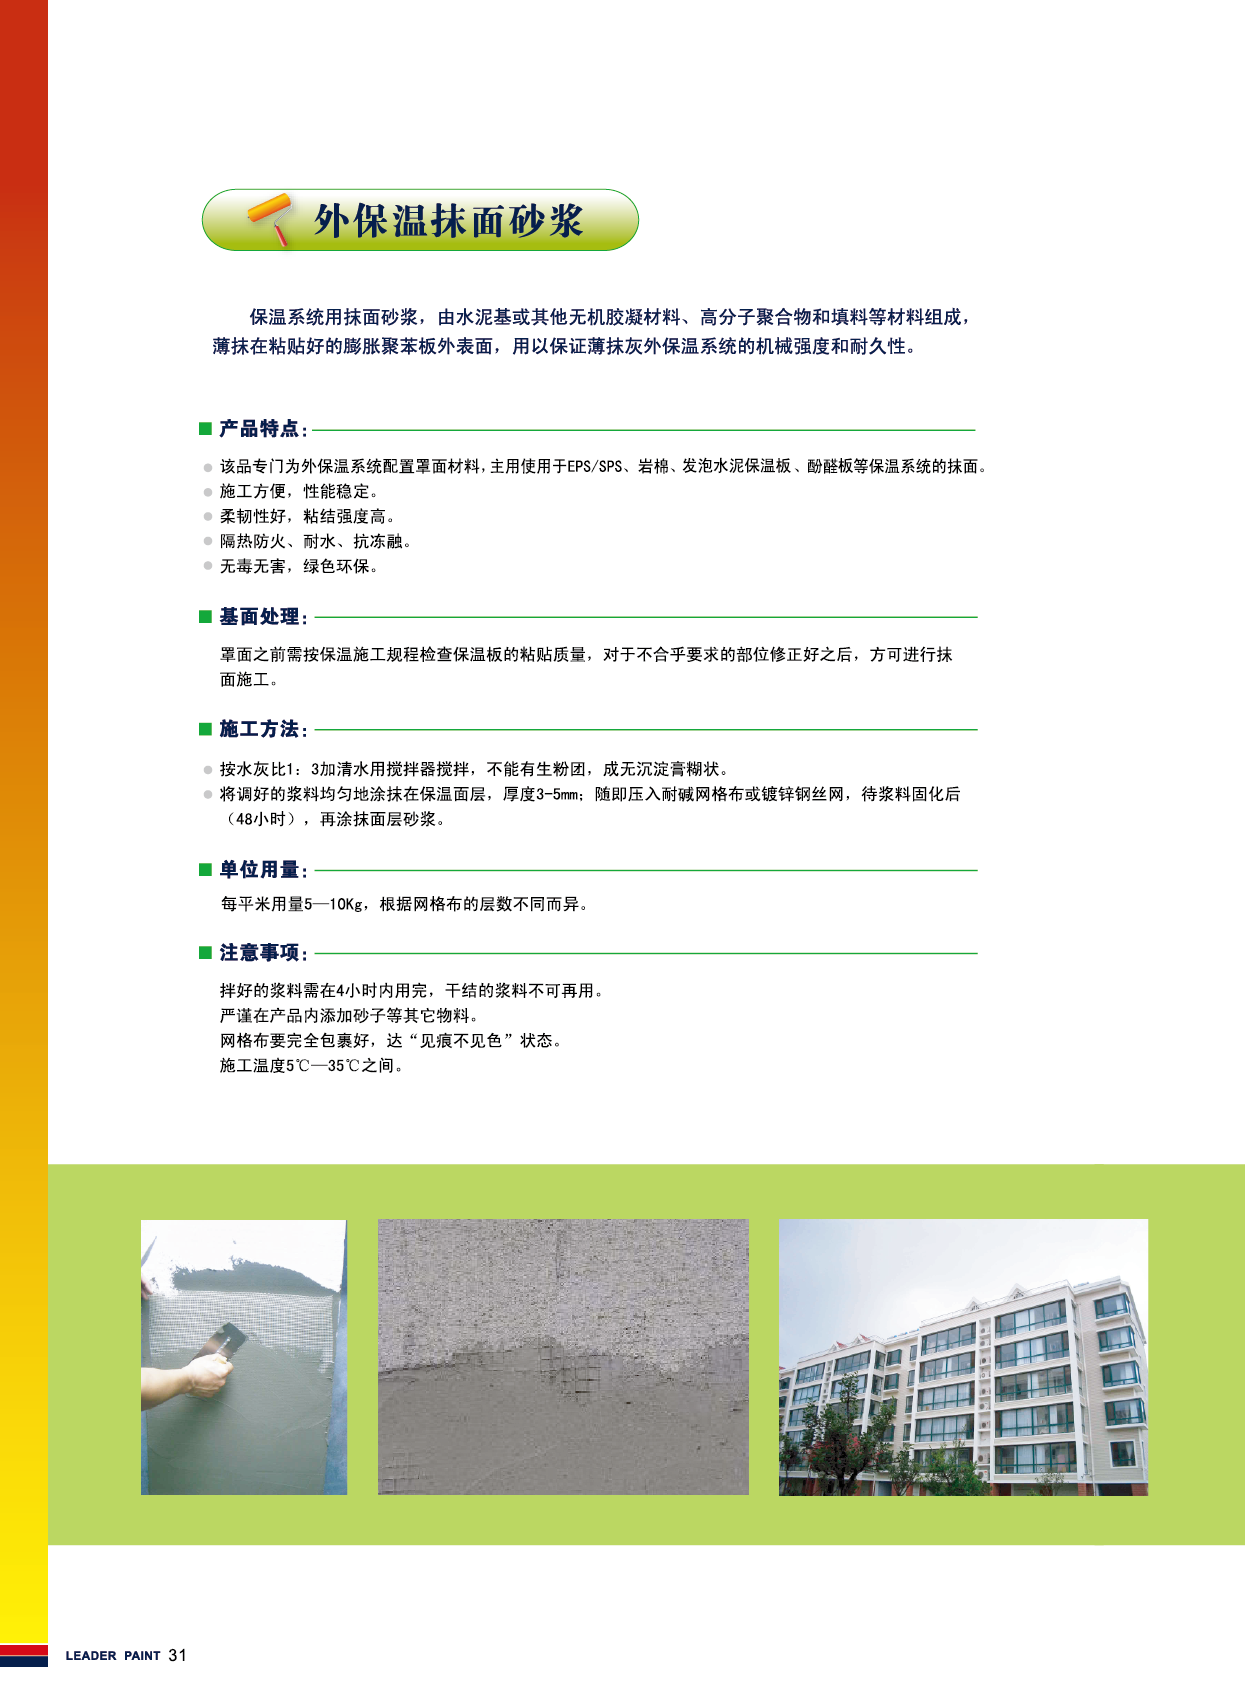 外保温抹面砂浆
保温系统用抹面砂浆，由水泥基或其他无机胶凝材料、高分子聚合物和填料等材料组成，
薄抹在粘贴好的膨胀聚苯板外表面，用以保证薄抹灰外保温系统的机械强度和耐久性。
产品特点：
该品专门为外保温系统配置罩面材料，主用使用于EPS/SPS、岩棉、发泡水泥保温板、酚醛板等保温系统的抹面。
施工方便，性能稳定。
柔韧性好，粘结强度高。
隔热防火、耐水、抗冻融。
无毒无害，绿色环保。
基面处理：
罩面之前需按保温施工规程检查保温板的粘贴质量，对于不合乎要求的部位修正好之后，方可进行抹
面施工。
施工方法：
按水灰比1：3加清水用搅拌器搅拌，不能有生粉团，成无沉淀膏糊状。
将调好的浆料均匀地涂抹在保温面层，厚度3-5mm；随即压入耐碱网格布或镀锌钢丝网，待浆料固化后
（48小时），再涂抹面层砂浆。
单位用量：
每平米用量5—10Kg，根据网格布的层数不同而异。
注意事项：
拌好的浆料需在4小时内用完，干结的浆料不可再用。
严谨在产品内添加砂子等其它物料。
网格布要完全包裹好，达“见痕不见色”状态。
施工温度5℃—35℃之间。
LEADER PAINT 31